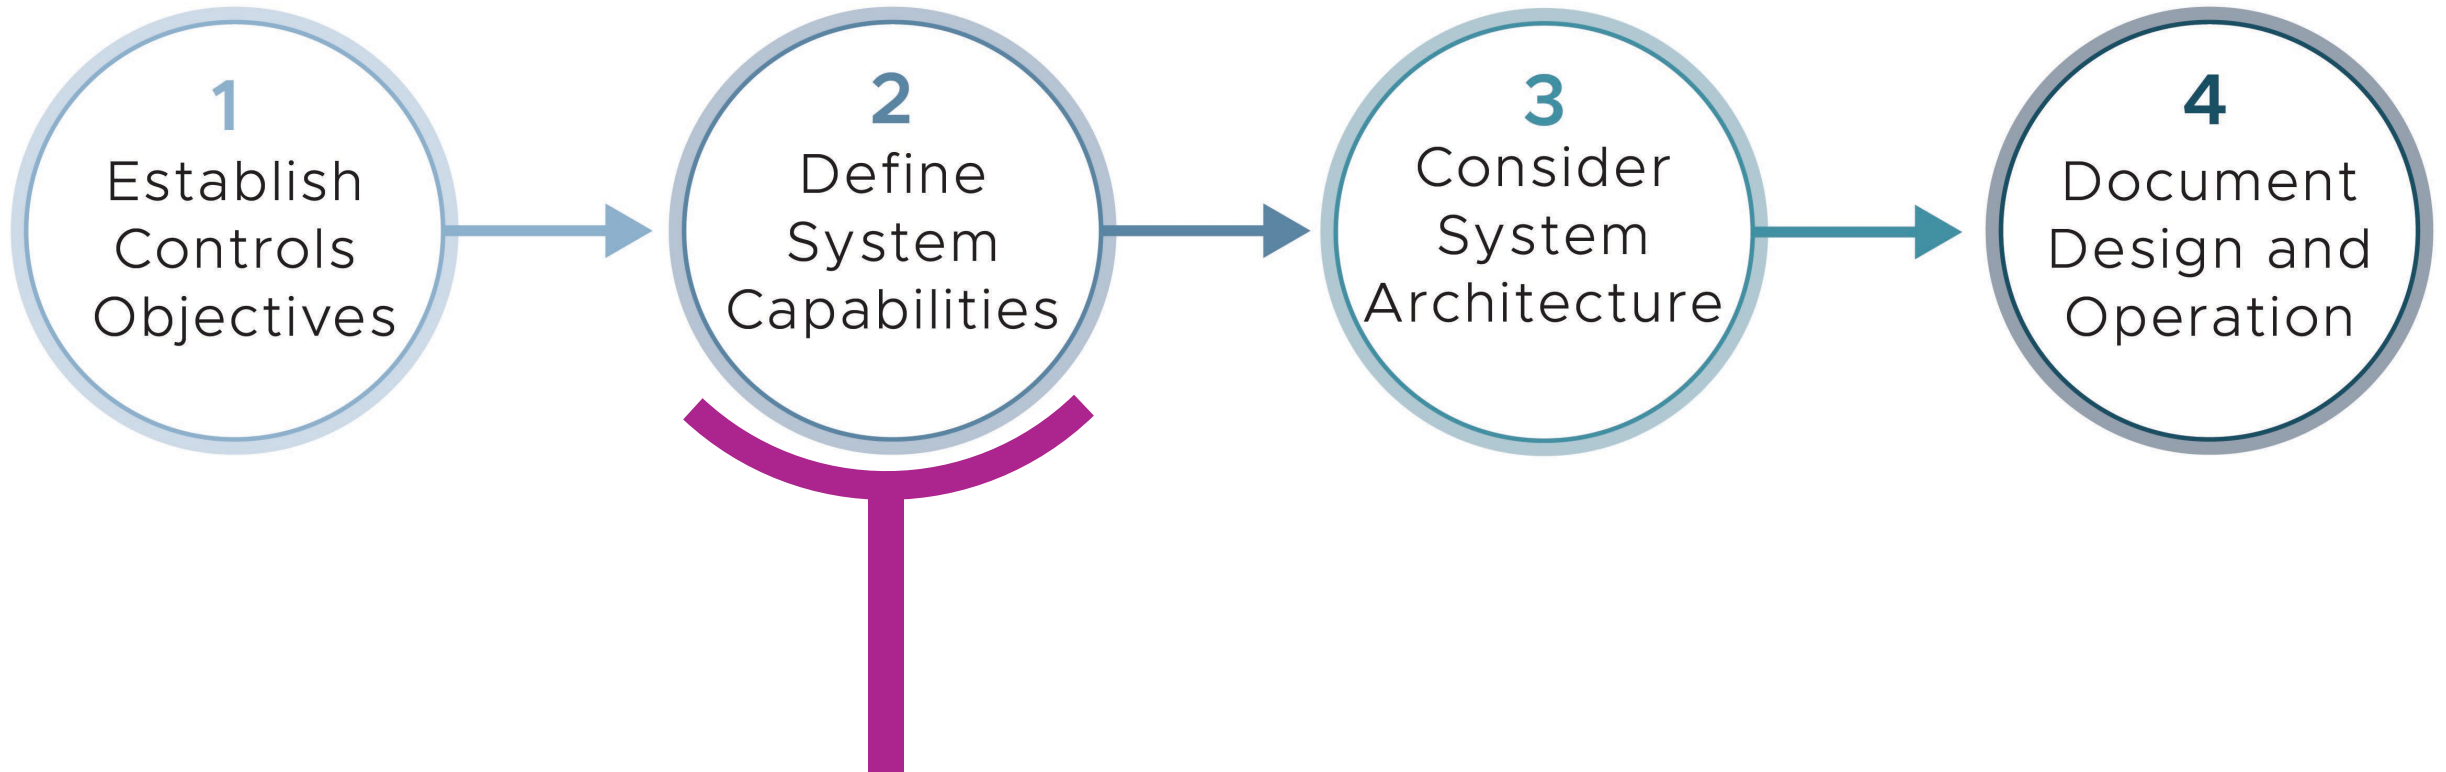 1
Establish
Controls
Objectives
2
Define
System
Capabilities
3
Consider
System
Architecture
4
Document
Design and
Operation